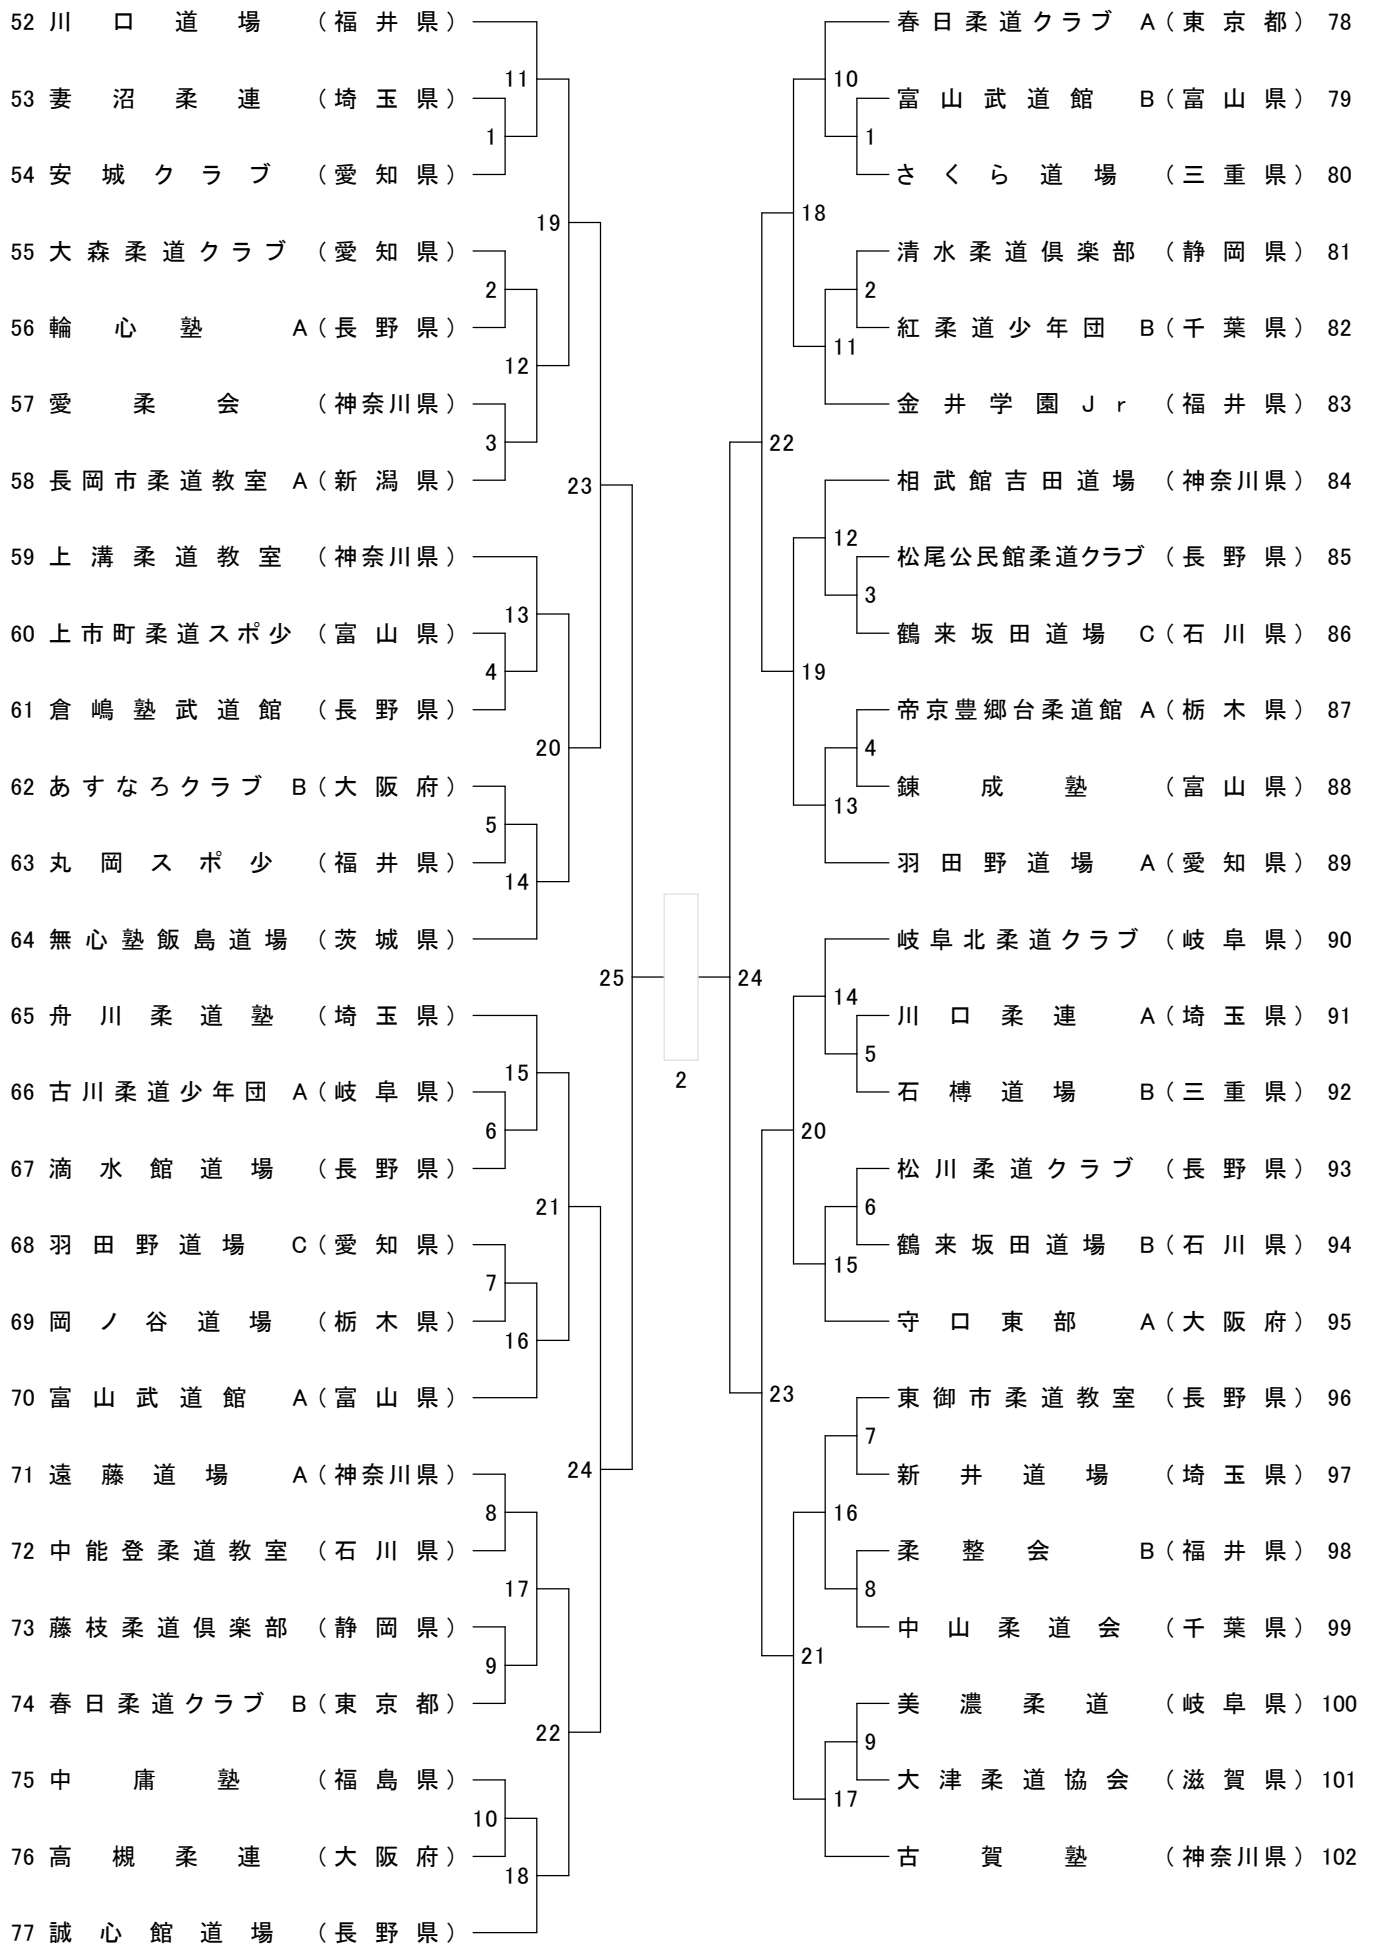 52 川口道場 (福井県)
53 妻沼柔連 (埼玉県)
54 安城クラブ (愛知県)
55 大森柔道クラブ (愛知県)
56 輪心塾 A(長野県)
57 愛柔会 (神奈川県)
58 長岡市柔道教室 A(新潟県)
59 上溝柔道教室 (神奈川県)
60 上市町柔道スポ少 (富山県)
61 倉嶋塾武道館 (長野県)
62 あすなろクラブ B(大阪府)
63 丸岡スポ少 (福井県)
64 無心塾飯島道場 (茨城県)
65 舟川柔道塾 (埼玉県)
66 古川柔道少年団 A(岐阜県)
67 滴水館道場 (長野県)
68 羽田野道場 C(愛知県)
69 岡ノ谷道場 (栃木県)
70 富山武道館 A(富山県)
71 遠藤道場 A(神奈川県)
72 中能登柔道教室 (石川県)
73 藤枝柔道倶楽部 (静岡県)
74 春日柔道クラブ B(東京都)
75 中庸塾 (福島県)
76 高槻柔連 (大阪府)
77 誠心館道場 (長野県)
1
2
3
4
5
6
7
8
9
10
11
12
13
14
15
16
17
18
19
20
21
22
23
24
25
2
24
22
23
18
19
20
21
10
11
12
13
14
15
16
17
1
2
3
4
5
6
7
8
9
春日柔道クラブ A(東京都) 78
富山武道館 B(富山県) 79
さくら道場 (三重県) 80
清水柔道倶楽部 (静岡県) 81
紅柔道少年団 B(千葉県) 82
金井学園Jr (福井県) 83
相武館吉田道場 (神奈川県) 84
松尾公民館柔道クラブ (長野県) 85
鶴来坂田道場 C(石川県) 86
帝京豊郷台柔道館 A(栃木県) 87
錬成塾 (富山県) 88
羽田野道場 A(愛知県) 89
岐阜北柔道クラブ (岐阜県) 90
川口柔連 A(埼玉県) 91
石榑道場 B(三重県) 92
松川柔道クラブ (長野県) 93
鶴来坂田道場 B(石川県) 94
守口東部 A(大阪府) 95
東御市柔道教室 (長野県) 96
新井道場 (埼玉県) 97
柔整会 B(福井県) 98
中山柔道会 (千葉県) 99
美濃柔道 (岐阜県) 100
大津柔道協会 (滋賀県) 101
古賀塾 (神奈川県) 102